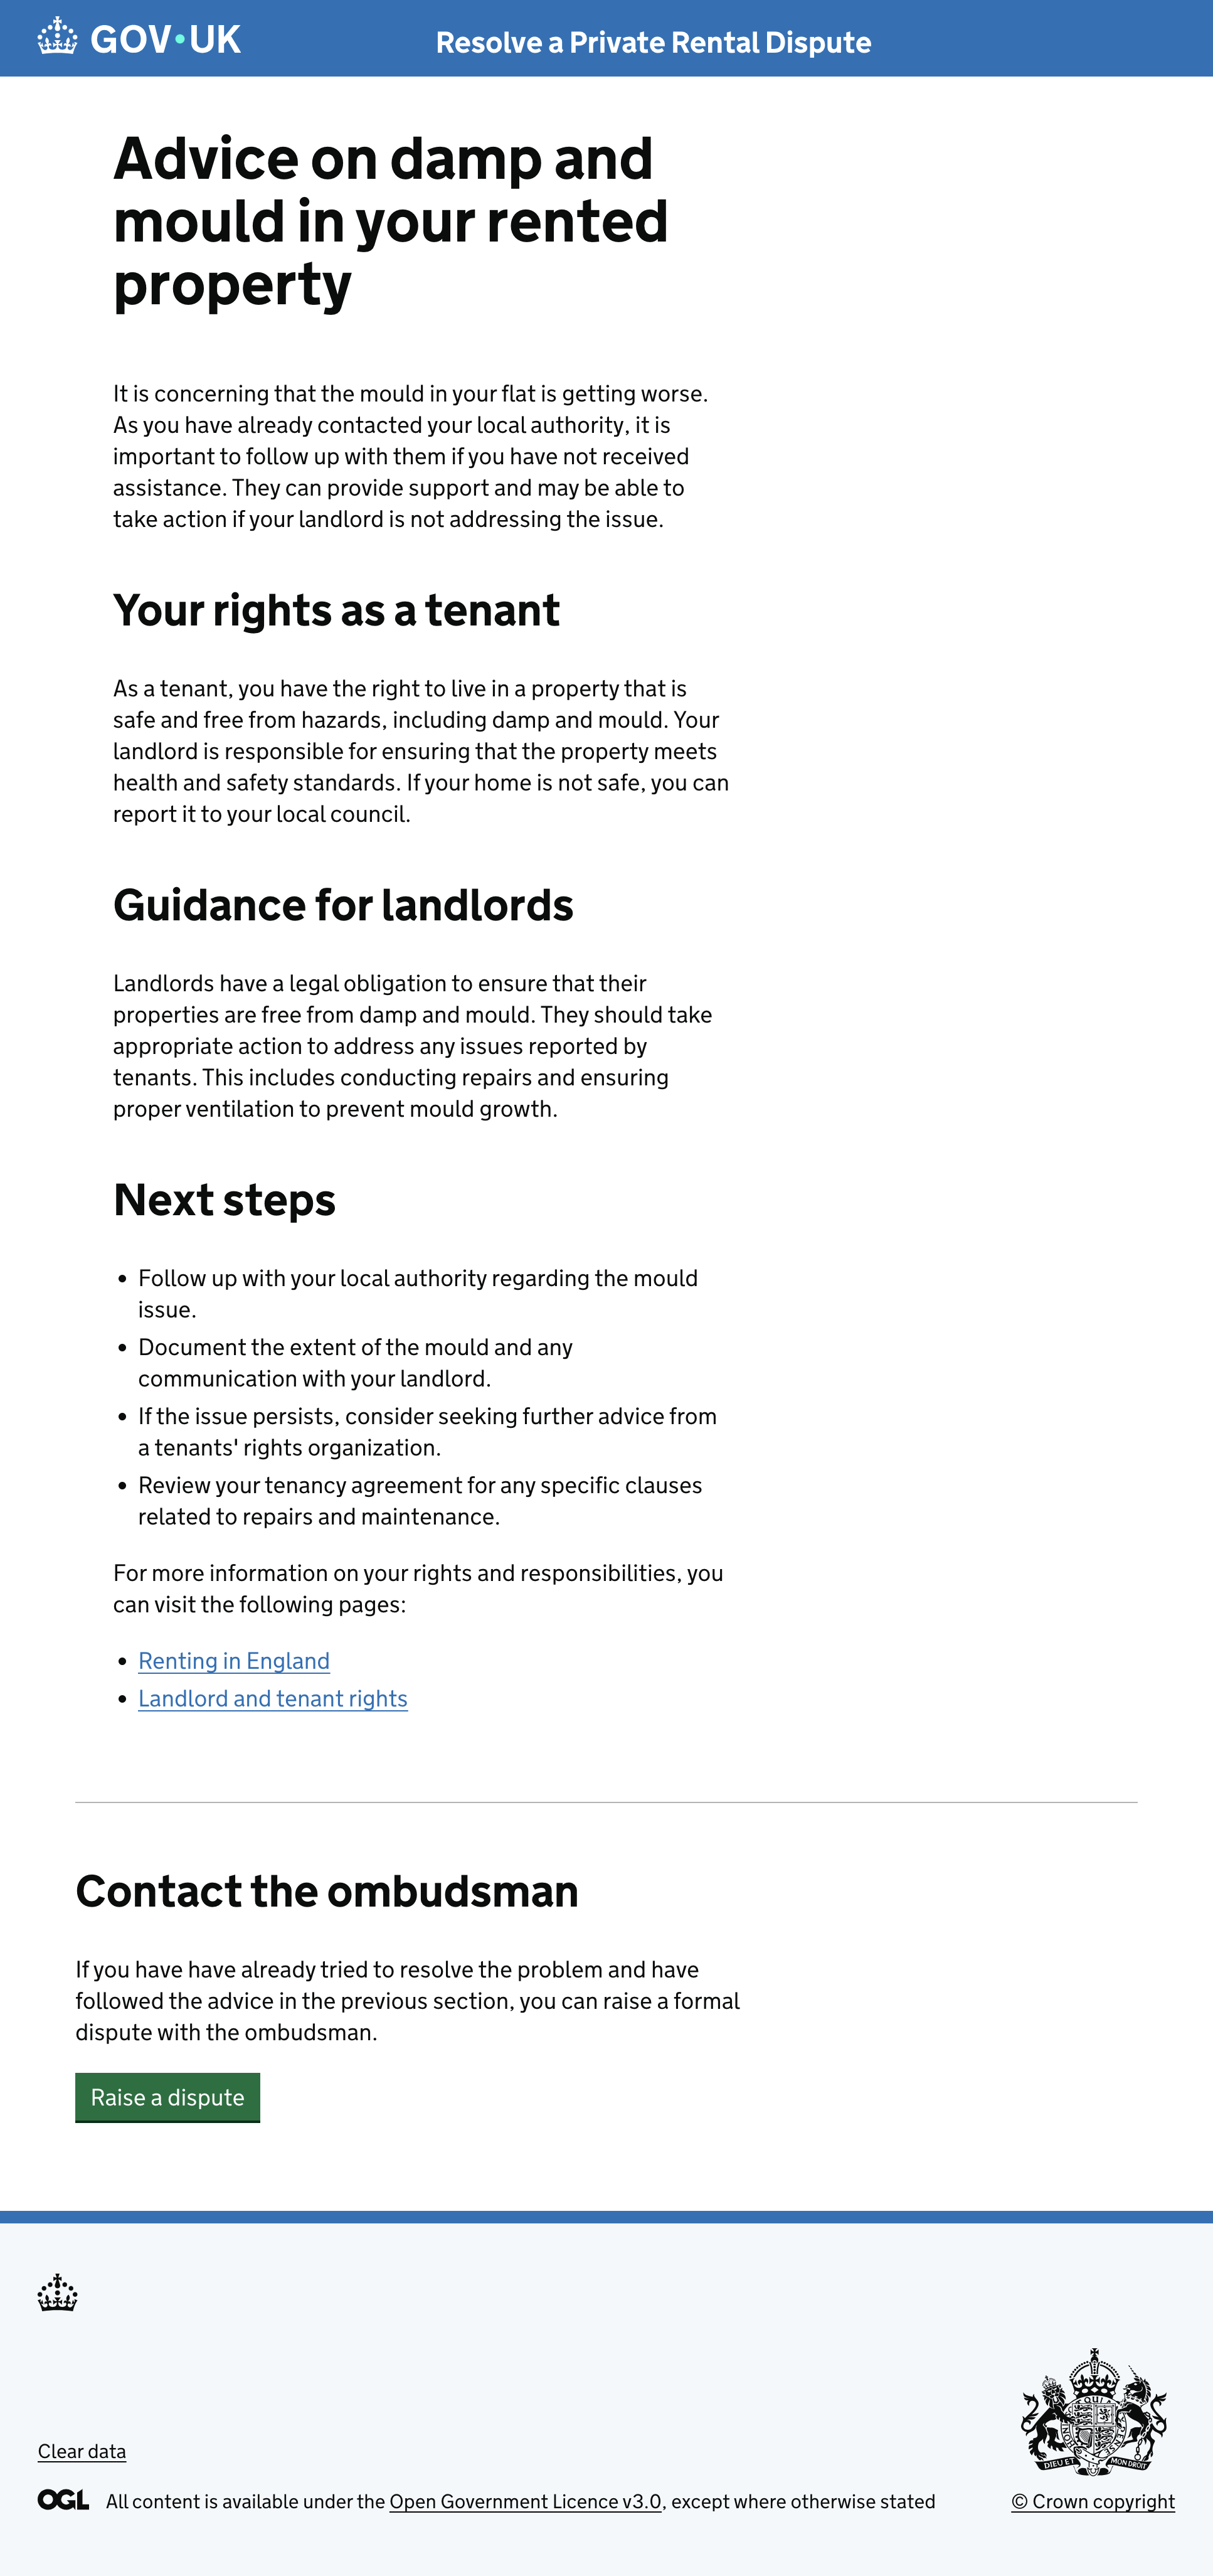 GOV·UK
Resolve a Private Rental Dispute
Advice on damp and
mould in your rented
property
It is concerning that the mould in your flat is getting worse.
As you have already contacted your local authority, it is
important to follow up with them if you have not received
assistance. They can provide support and may be able to
take action if your landlord is not addressing the issue.
Your rights as a tenant
As a tenant, you have the right to live in a property that is
safe and free from hazards, including damp and mould. Your
landlord is responsible for ensuring that the property meets
health and safety standards. If your home is not safe, you can
report it to your local council.
Guidance for landlords
Landlords have a legal obligation to ensure that their
properties are free from damp and mould. They should take
appropriate action to address any issues reported by
tenants. This includes conducting repairs and ensuring
proper ventilation to prevent mould growth.
Next steps
• Follow up with your local authority regarding the mould
issue.
• Document the extent of the mould and any
communication with your landlord.
• If the issue persists, consider seeking further advice from
a tenants' rights organization.
• Review your tenancy agreement for any specific clauses
related to repairs and maintenance.
For more information on your rights and responsibilities, you
can visit the following pages:
• Renting in England
• Landlord and tenant rights
Contact the ombudsman
If you have have already tried to resolve the problem and have
followed the advice in the previous section, you can raise a formal
dispute with the ombudsman.
Raise a dispute
Clear data
DIEU ET MON DROIT
OGL All content is available under the Open Government Licence v3.0, except where otherwise stated
© Crown copyright